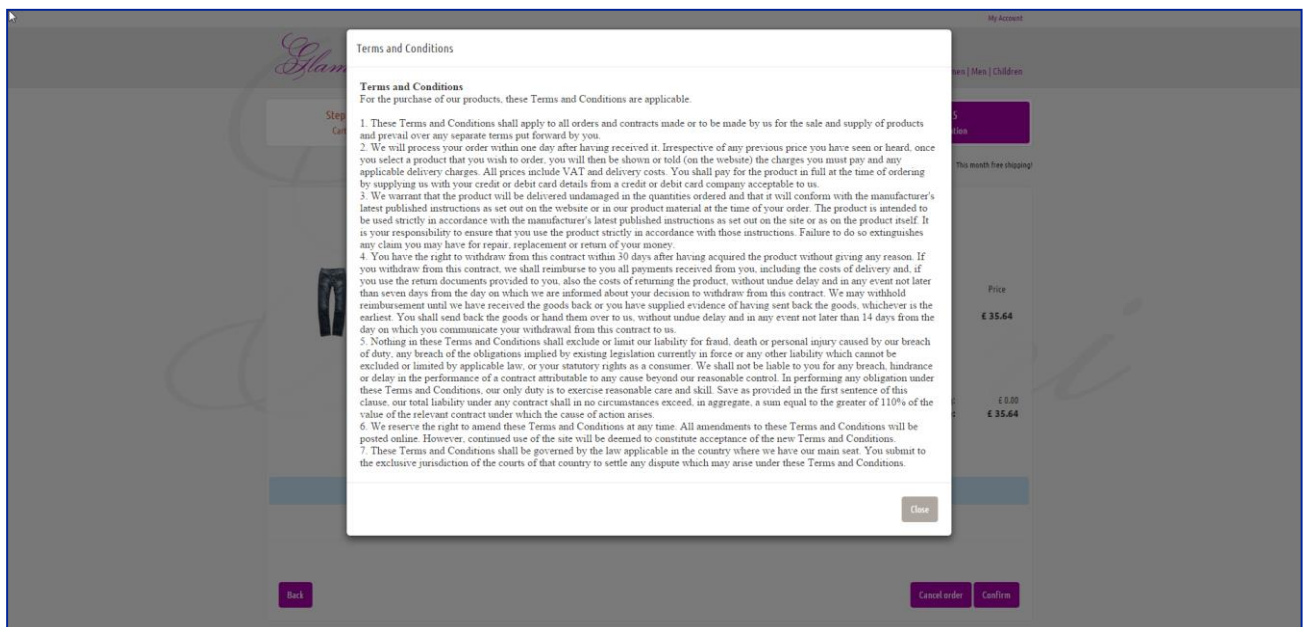 My Account
Glam
Terms and Conditions
men | Men | Children
Terms and Conditions
For the purchase of our products, these Terms and Conditions are applicable.
Step
5
1. These Terms and Conditions shall apply to all orders and contracts made or to be made by us for the sale and supply of products
and prevail over any separate terms put forward by you.
2. We will process your order within one day after having received it. Irrespective of any previous price you have seen or heard, once
you select a product that you wish to order, you will then be shown or told (on the website) the charges you must pay and any
applicable delivery charges. All prices include VAT and delivery costs. You shall pay for the product in full at the time of ordering
by supplying us with your credit or debit card details from a credit or debit card company acceptable to us.
This month free shipping!
3. We warrant that the product will be delivered undamaged in the quantities ordered and that it will conform with the manufacturer's
latest published instructions as set out on the website or in our product material at the time of your order. The product is intended to
be used strictly in accordance with the manufacturer's latest published instructions as set out on the site or as on the product itself. It
is your responsibility to ensure that you use the product strictly in accordance with those instructions. Failure to do so extinguishes
any claim you may have for repair, replacement or return of your money.
4. You have the right to withdraw from this contract within 30 days after having acquired the product without giving any reason. If
you withdraw from this contract, we shall reimburse to you all payments received from you, including the costs of delivery and, if
you use the return documents provided to you, also the costs of returning the product, without undue delay and in any event not later
than seven days from the day on which we are informed about your decision to withdraw from this contract. We may withhold
reimbursement until we have received the goods back or you have supplied evidence of having sent back the goods, whichever is the
earliest. You shall send back the goods or hand them over to us, without undue delay and in any event not later than 14 days from the
day on which you communicate your withdrawal from this contract to us.
Price
£ 35.64
5. Nothing in these Terms and Conditions shall exclude or limit our liability for fraud, death or personal injury caused by our breach
of duty, any breach of the obligations implied by existing legislation currently in force or any other liability which cannot be
excluded or limited by applicable law, or your statutory rights as a consumer. We shall not be liable to you for any breach, hindrance
or delay in the performance of a contract attributable to any cause beyond our reasonable control. In performing any obligation under
these Terms and Conditions, our only duty is to exercise reasonable care and skill. Save as provided in the first sentence of this
clause, our total liability under any contract shall in no circumstances exceed, in aggregate, a sum equal to the greater of 110% of the
value of the relevant contract under which the cause of action arises.
£ 0.00
£ 35.64
6. We reserve the right to amend these Terms and Conditions at any time. All amendments to these Terms and Conditions will be
posted online. However, continued use of the site will be deemed to constitute acceptance of the new Terms and Conditions.
7. These Terms and Conditions shall be governed by the law applicable in the country where we have our main seat. You submit to
the exclusive jurisdiction of the courts of that country to settle any dispute which may arise under these Terms and Conditions.
Close
Back
Cancel order
Confirm